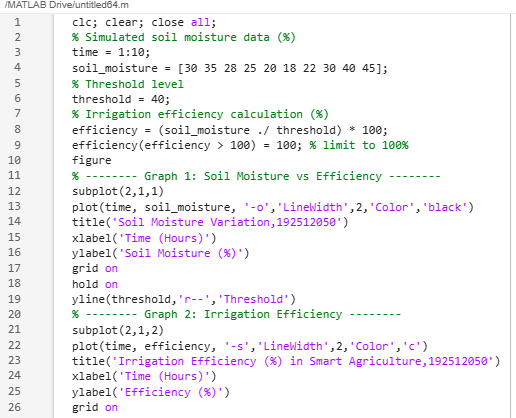 /MATLAB Drive/untitled64.m
1 clc; clear; close all;
2 % Simulated soil moisture data (%)
3 time = 1:10;
4 soil_moisture = [30 35 28 25 20 18 22 30 40 45];
5 % Threshold level
6 threshold = 40;
7 % Irrigation efficiency calculation (%)
8 efficiency = (soil_moisture ./ threshold) * 100;
9 efficiency(efficiency > 100) = 100; % limit to 100%
10 figure
11 % -------- Graph 1: Soil Moisture vs Efficiency --------
12 subplot(2,1,1)
13 plot(time, soil_moisture, '-o','LineWidth',2,'Color','black')
14 title('Soil Moisture Variation,192512050')
15 xlabel('Time (Hours)')
16 ylabel('Soil Moisture (%)')
17 grid on
18 hold on
19 yline(threshold,'r--','Threshold')
20 % -------- Graph 2: Irrigation Efficiency --------
21 subplot(2,1,2)
22 plot(time, efficiency, '-s','LineWidth',2,'Color','c')
23 title('Irrigation Efficiency (%) in Smart Agriculture,192512050')
24 xlabel('Time (Hours)')
25 ylabel('Efficiency (%)')
26 grid on